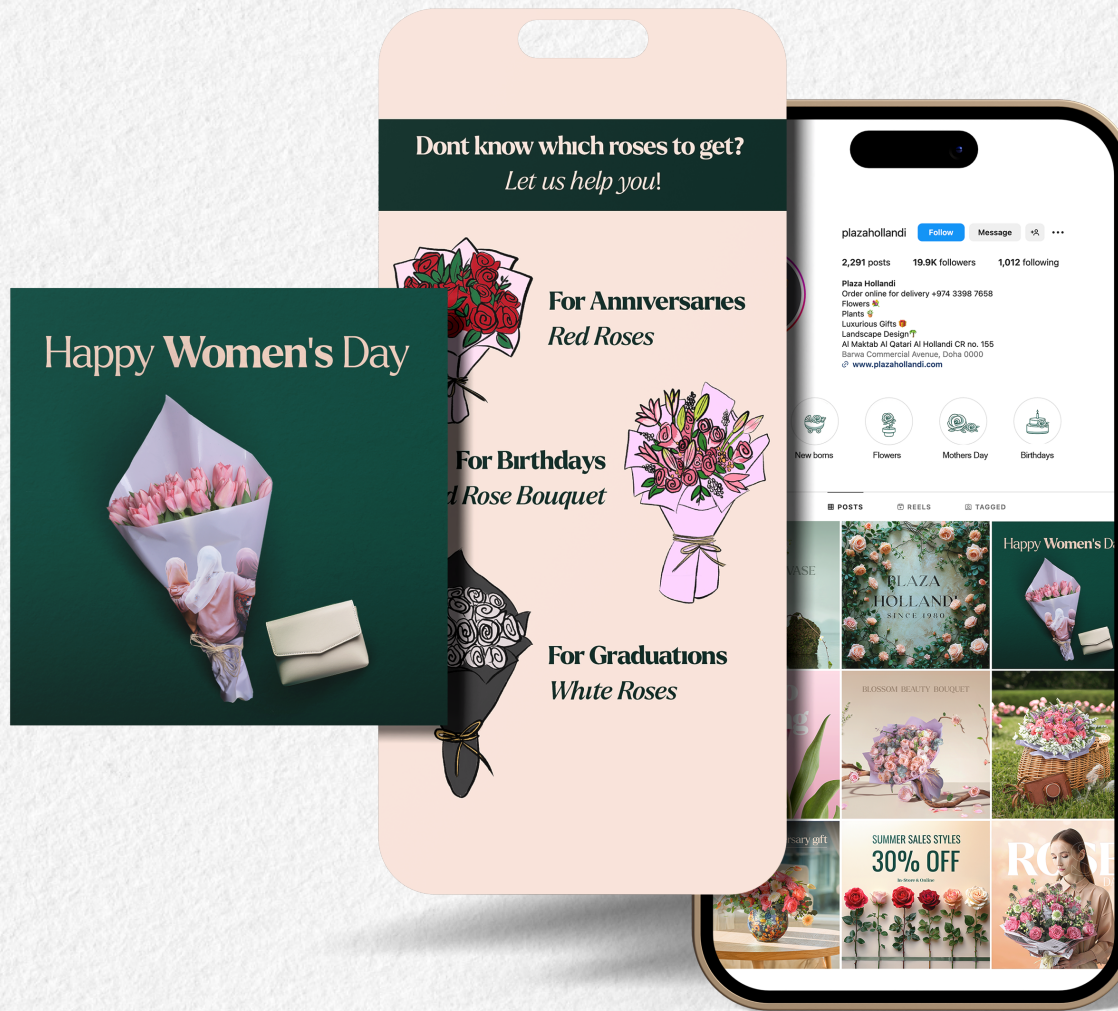 Dont know which roses to get?
Let us help you!
For Anniversaries
Red Roses
For Birthdays
Rose Bouquet
For Graduations
White Roses
Happy Women's Day
plazahollandi
Follow
Message
2,291 posts
19.9K followers
1,012 following
Plaza Hollandi
Order online for delivery +974 3398 7658
Flowers 💐
Plants 🪴
Luxurious Gifts 🎁
Landscape Design🌴
Al Maktab Al Qatari Al Hollandi CR no. 155
Barwa Commercial Avenue, Doha 0000
www.plazahollandi.com
New borns
Flowers
Mothers Day
Birthdays
POSTS
REELS
TAGGED
VASE
PLAZA
HOLLANDI
SINCE 1980
Happy Women's D
BLOSSOM BEAUTY BOUQUET
rsary gift
SUMMER SALES STYLES
30% OFF
In Store & Online
ROSE